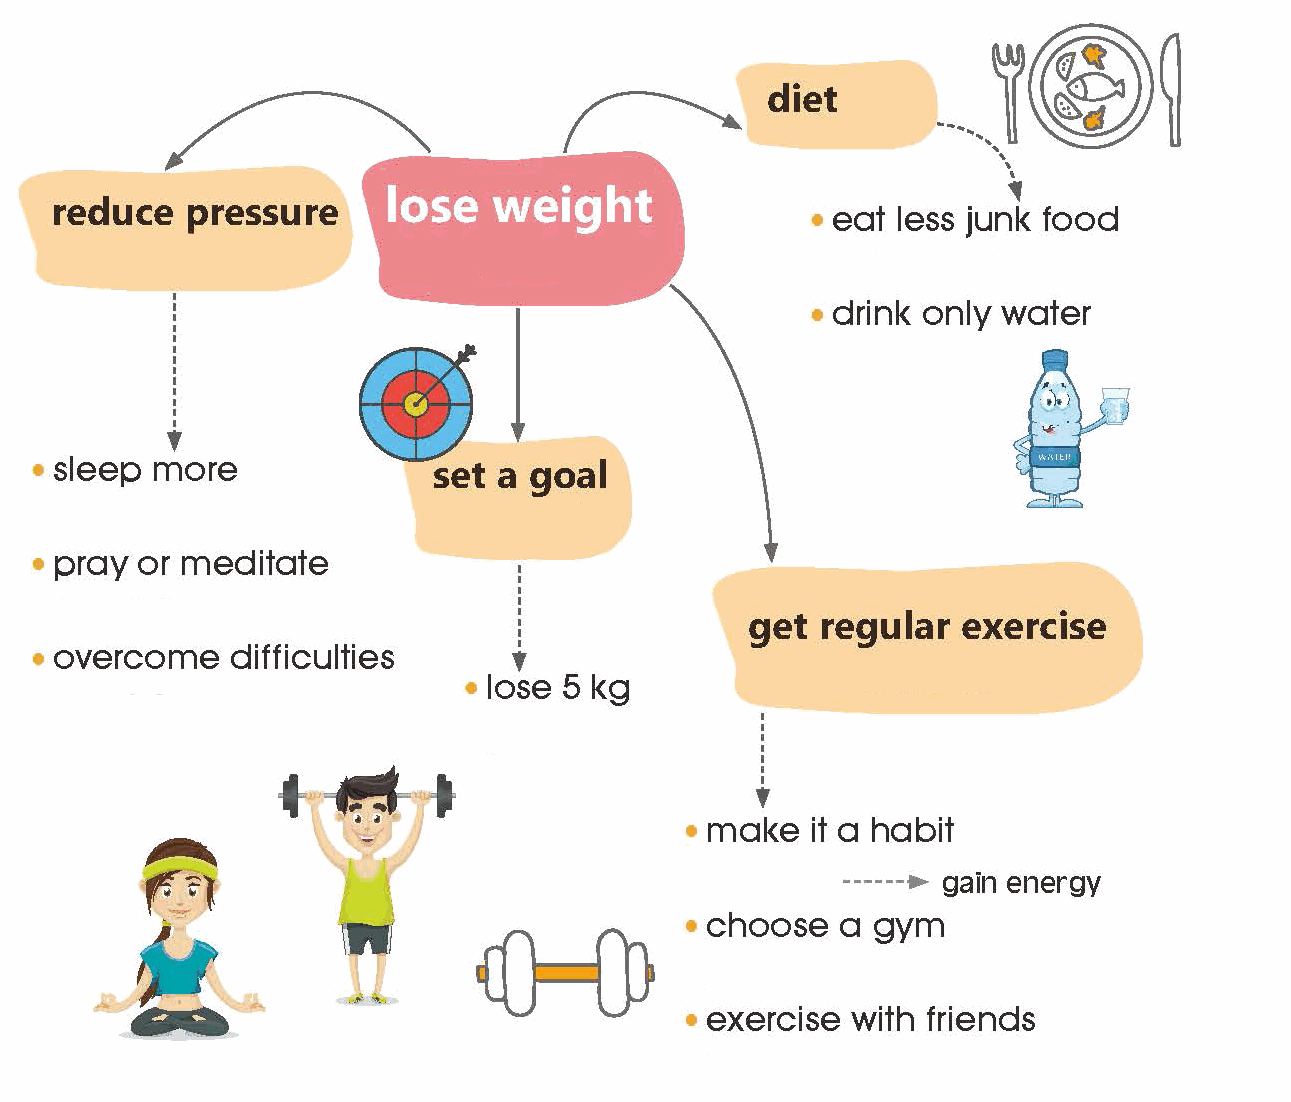 lose weight
reduce pressure
sleep more
pray or meditate
overcome difficulties
set a goal
lose 5 kg
diet
eat less junk food
drink only water
WATER
get regular exercise
make it a habit
gain energy
choose a gym
exercise with friends